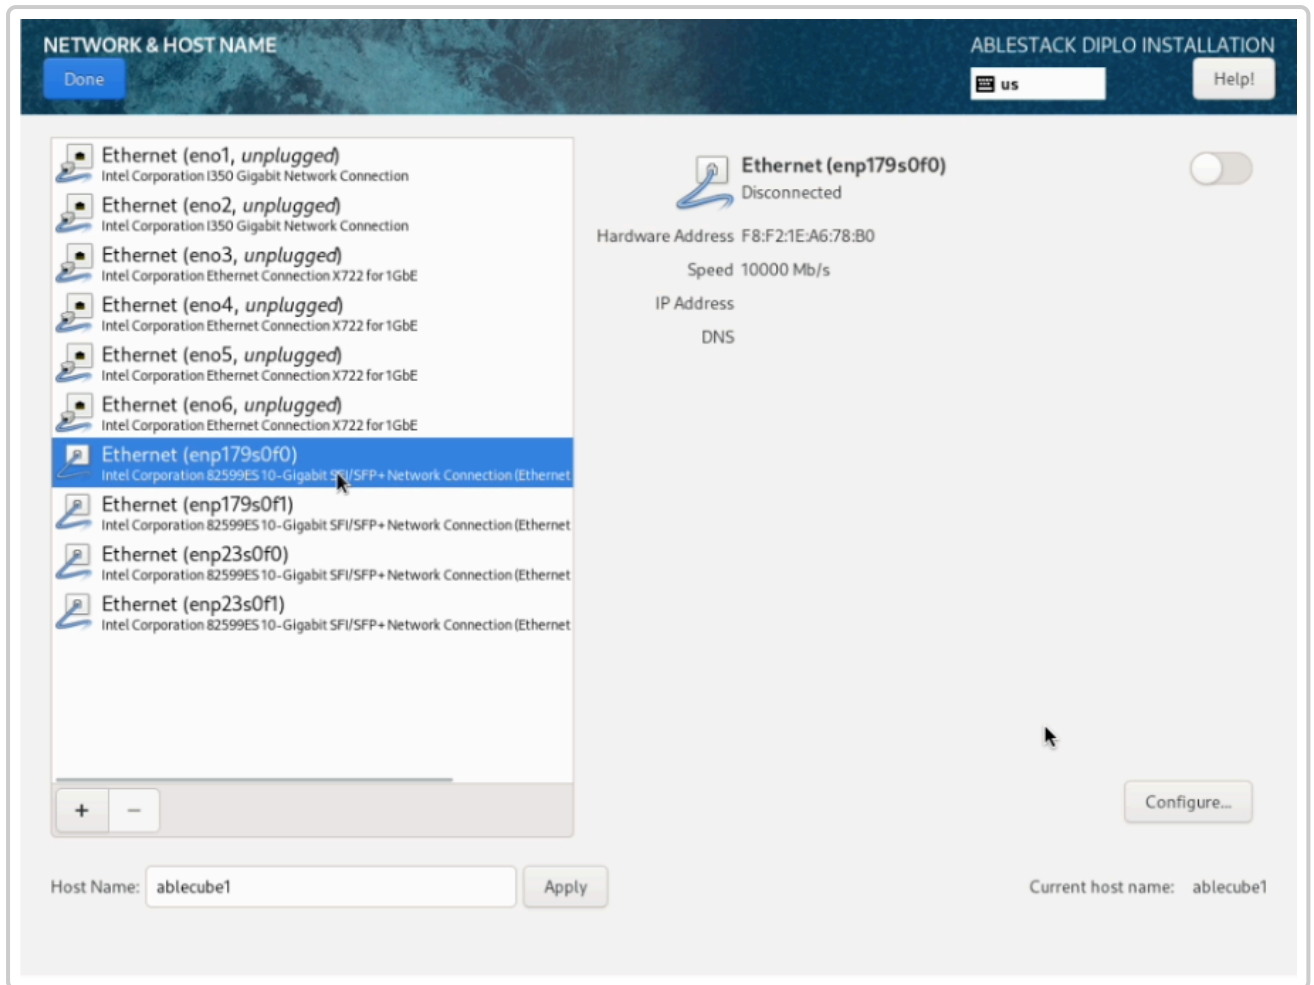 NETWORK & HOST NAME
ABLESTACK DIPLO INSTALLATION
Done
us
Help!
Ethernet (eno1, unplugged)
Intel Corporation I350 Gigabit Network Connection
Ethernet (eno2, unplugged)
Intel Corporation I350 Gigabit Network Connection
Ethernet (eno3, unplugged)
Intel Corporation Ethernet Connection X722 for 1GbE
Ethernet (eno4, unplugged)
Intel Corporation Ethernet Connection X722 for 1GbE
Ethernet (eno5, unplugged)
Intel Corporation Ethernet Connection X722 for 1GbE
Ethernet (eno6, unplugged)
Intel Corporation Ethernet Connection X722 for 1GbE
Ethernet (enp179s0f0)
Intel Corporation 82599ES 10-Gigabit SFI/SFP+ Network Connection (Ethernet
Ethernet (enp179s0f1)
Intel Corporation 82599ES 10-Gigabit SFI/SFP+ Network Connection (Ethernet
Ethernet (enp23s0f0)
Intel Corporation 82599ES 10-Gigabit SFI/SFP+ Network Connection (Ethernet
Ethernet (enp23s0f1)
Intel Corporation 82599ES 10-Gigabit SFI/SFP+ Network Connection (Ethernet
+ −
Ethernet (enp179s0f0)
Disconnected
Hardware Address F8:F2:1E:A6:78:B0
Speed 10000 Mb/s
IP Address
DNS
Configure...
Host Name: ablecube1 Apply
Current host name: ablecube1